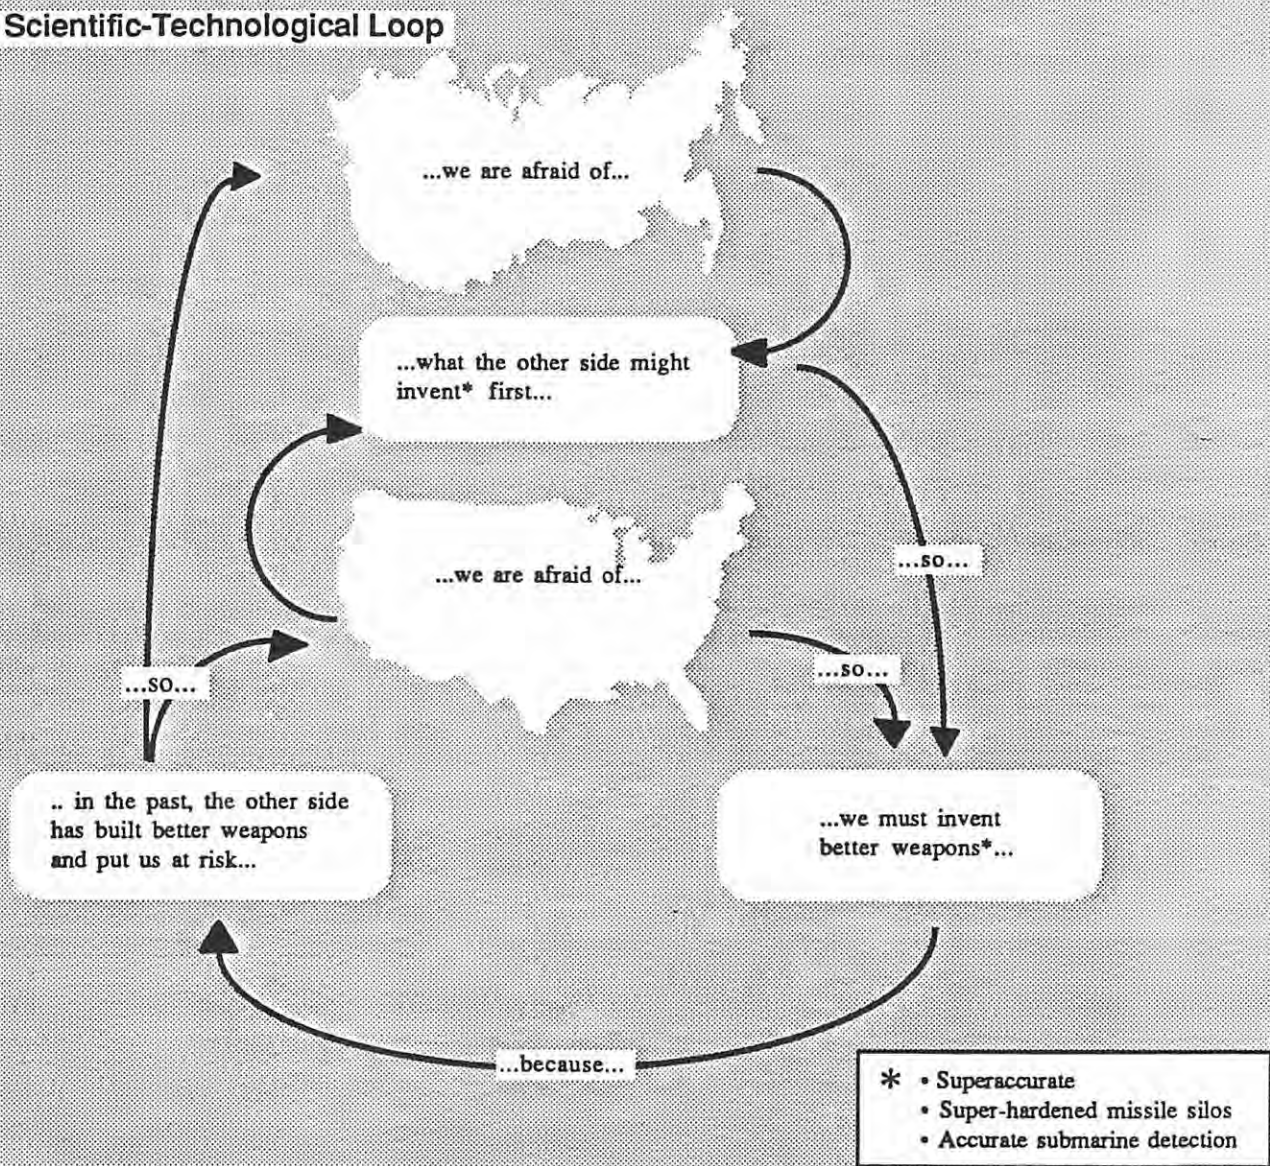 Scientific-Technological Loop
...we are afraid of...
...what the other side might
invent* first...
...we are afraid of...
...so...
...so...
...so...
.. in the past, the other side
has built better weapons
and put us at risk...
...we must invent
better weapons*...
...because...
* • Superaccurate
• Super-hardened missile silos
• Accurate submarine detection